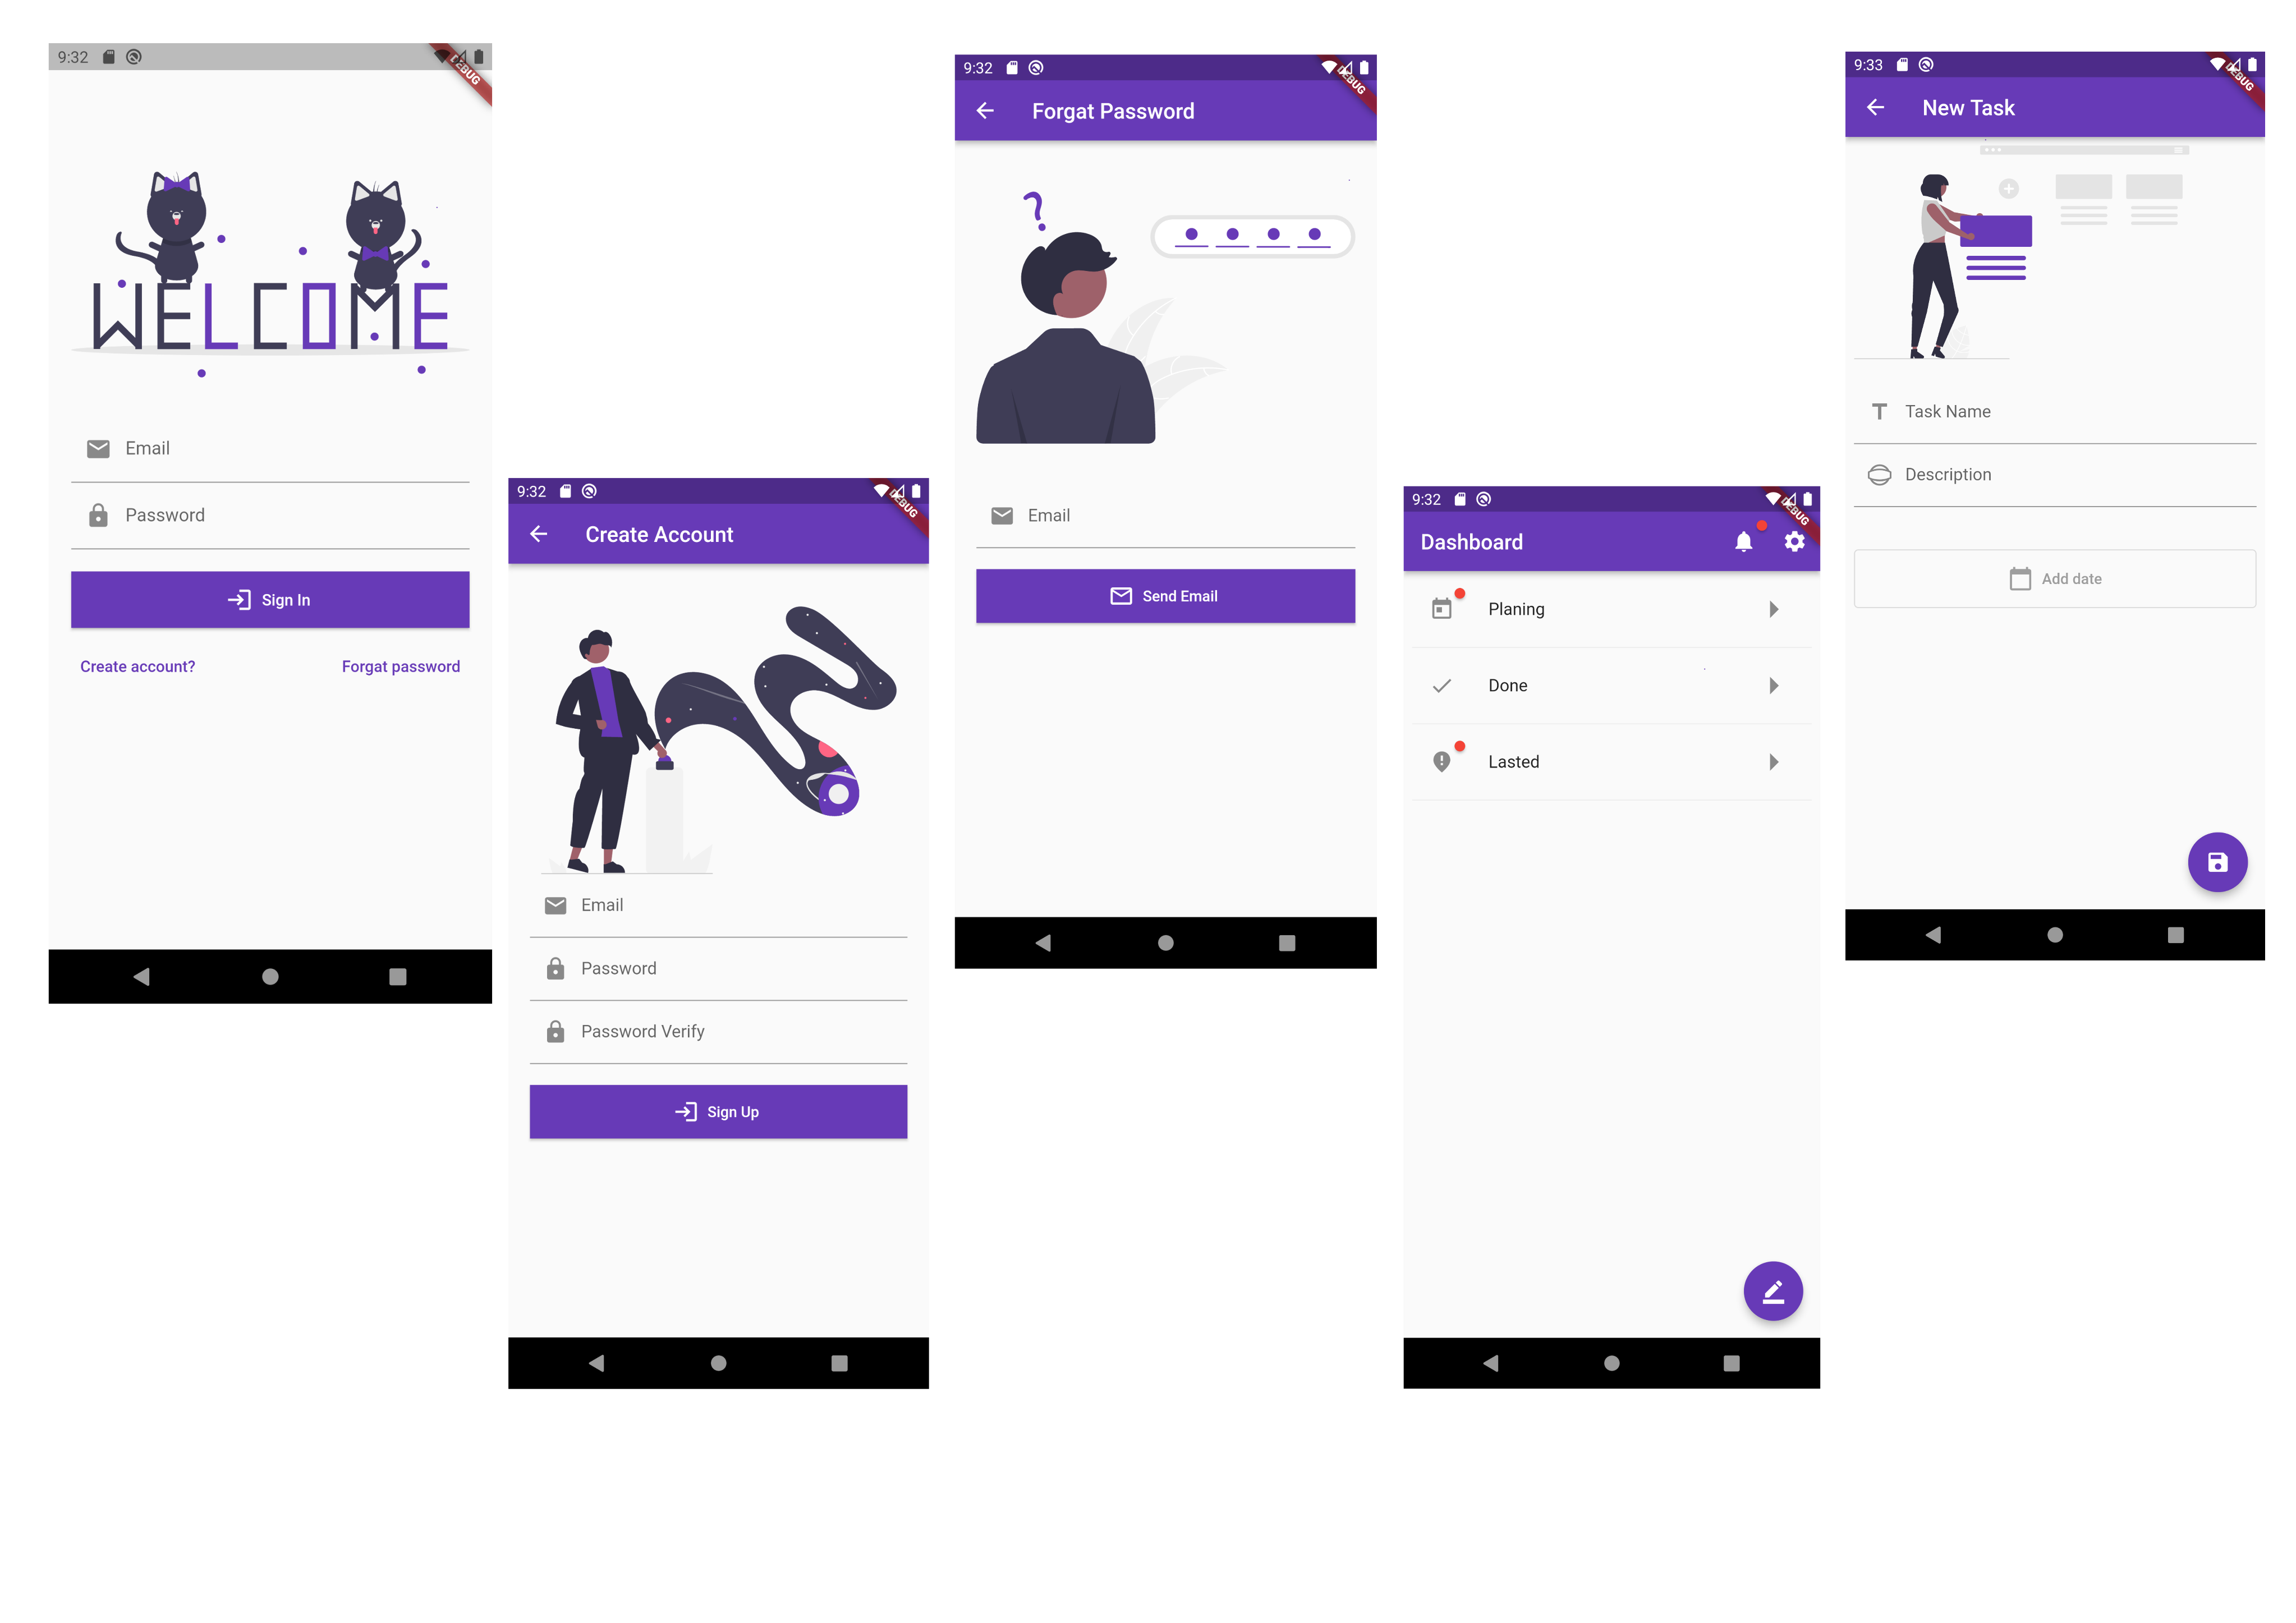 9:32
DEBUG
WELCOME
Email
Password
Sign In
Create account?
Forgat password
9:32
DEBUG
Create Account
Email
Password
Password Verify
Sign Up
9:32
DEBUG
Forgat Password
?
Email
Send Email
9:32
DEBUG
Dashboard
Planing
Done
Lasted
9:33
DEBUG
New Task
Task Name
Description
Add date